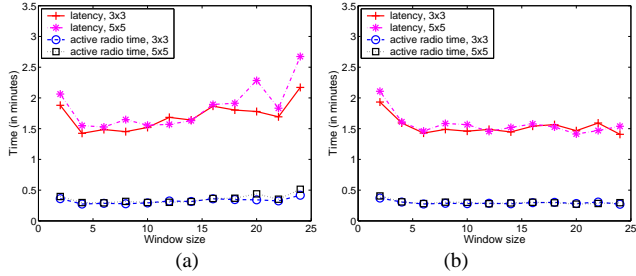 3.5
3
2.5
2
1.5
1
0.5
0
0 5 10 15 20 25
Time (in minutes)
Window size
latency, 3x3
latency, 5x5
active radio time, 3x3
active radio time, 5x5
(a)
3.5
3
2.5
2
1.5
1
0.5
0
0 5 10 15 20 25
Time (in minutes)
Window size
latency, 3x3
latency, 5x5
active radio time, 3x3
active radio time, 5x5
(b)